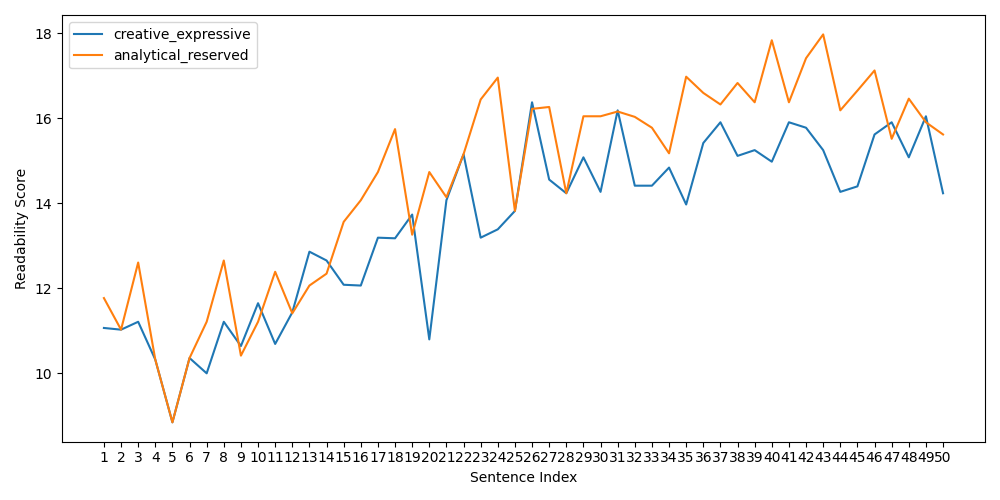 creative_expressive
analytical_reserved
18
16
14
12
10
Readability Score
1 2 3 4 5 6 7 8 9 10 11 12 13 14 15 16 17 18 19 20 21 22 23 24 25 26 27 28 29 30 31 32 33 34 35 36 37 38 39 40 41 42 43 44 45 46 47 48 49 50
Sentence Index